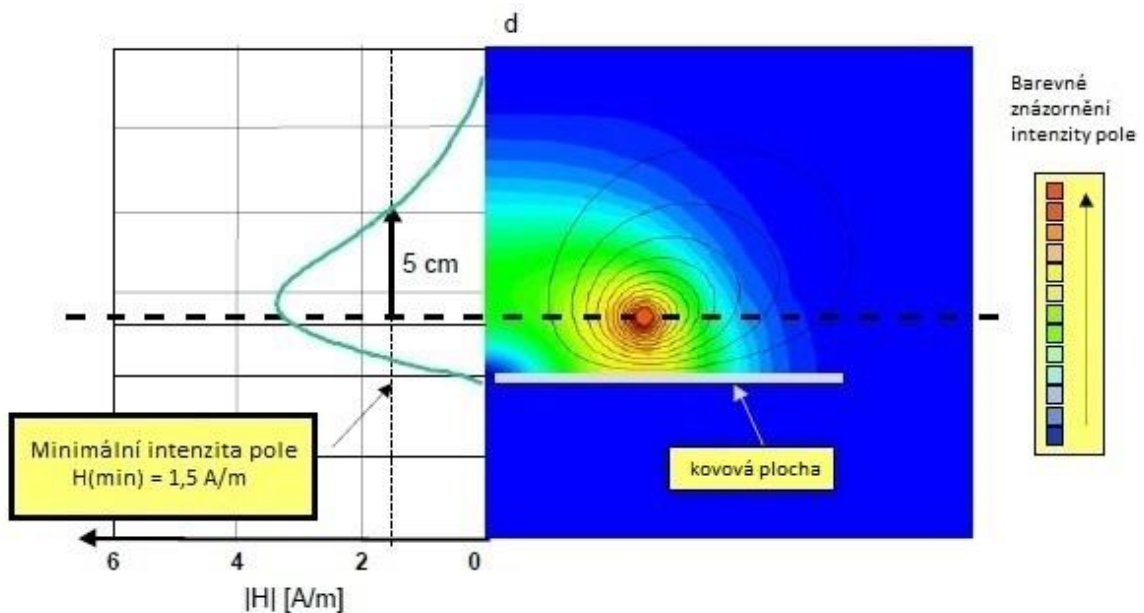 d
Barevné
znázornění
intenzity pole
5 cm
Minimální intenzita pole
H(min) = 1,5 A/m
kovová plocha
6 4 2 0
|H| [A/m]